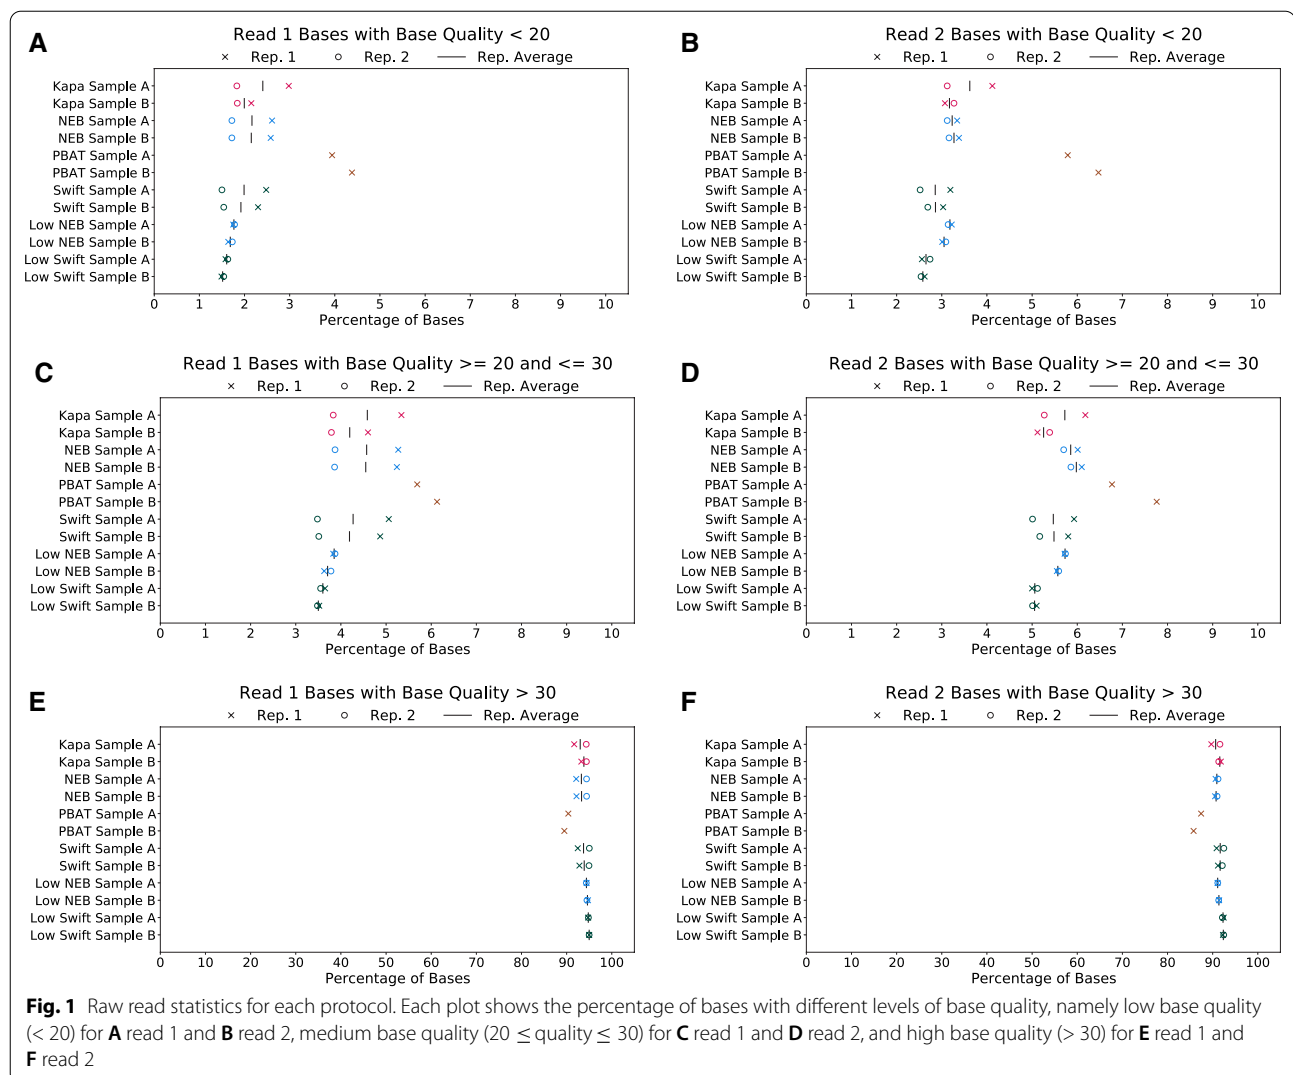 A
Read 1 Bases with Base Quality < 20
Rep. 1 Rep. 2 Rep. Average
Kapa Sample A
Kapa Sample B
NEB Sample A
NEB Sample B
PBAT Sample A
PBAT Sample B
Swift Sample A
Swift Sample B
Low NEB Sample A
Low NEB Sample B
Low Swift Sample A
Low Swift Sample B
0 1 2 3 4 5 6 7 8 9 10
Percentage of Bases
B
Read 2 Bases with Base Quality < 20
Rep. 1 Rep. 2 Rep. Average
Kapa Sample A
Kapa Sample B
NEB Sample A
NEB Sample B
PBAT Sample A
PBAT Sample B
Swift Sample A
Swift Sample B
Low NEB Sample A
Low NEB Sample B
Low Swift Sample A
Low Swift Sample B
0 1 2 3 4 5 6 7 8 9 10
Percentage of Bases
C
Read 1 Bases with Base Quality >= 20 and <= 30
Rep. 1 Rep. 2 Rep. Average
Kapa Sample A
Kapa Sample B
NEB Sample A
NEB Sample B
PBAT Sample A
PBAT Sample B
Swift Sample A
Swift Sample B
Low NEB Sample A
Low NEB Sample B
Low Swift Sample A
Low Swift Sample B
0 1 2 3 4 5 6 7 8 9 10
Percentage of Bases
D
Read 2 Bases with Base Quality >= 20 and <= 30
Rep. 1 Rep. 2 Rep. Average
Kapa Sample A
Kapa Sample B
NEB Sample A
NEB Sample B
PBAT Sample A
PBAT Sample B
Swift Sample A
Swift Sample B
Low NEB Sample A
Low NEB Sample B
Low Swift Sample A
Low Swift Sample B
0 1 2 3 4 5 6 7 8 9 10
Percentage of Bases
E
Read 1 Bases with Base Quality > 30
Rep. 1 Rep. 2 Rep. Average
Kapa Sample A
Kapa Sample B
NEB Sample A
NEB Sample B
PBAT Sample A
PBAT Sample B
Swift Sample A
Swift Sample B
Low NEB Sample A
Low NEB Sample B
Low Swift Sample A
Low Swift Sample B
0 10 20 30 40 50 60 70 80 90 100
Percentage of Bases
F
Read 2 Bases with Base Quality > 30
Rep. 1 Rep. 2 Rep. Average
Kapa Sample A
Kapa Sample B
NEB Sample A
NEB Sample B
PBAT Sample A
PBAT Sample B
Swift Sample A
Swift Sample B
Low NEB Sample A
Low NEB Sample B
Low Swift Sample A
Low Swift Sample B
0 10 20 30 40 50 60 70 80 90 100
Percentage of Bases
Fig. 1 Raw read statistics for each protocol. Each plot shows the percentage of bases with different levels of base quality, namely low base quality
(< 20) for A read 1 and B read 2, medium base quality (20 ≤ quality ≤ 30) for C read 1 and D read 2, and high base quality (> 30) for E read 1 and
F read 2